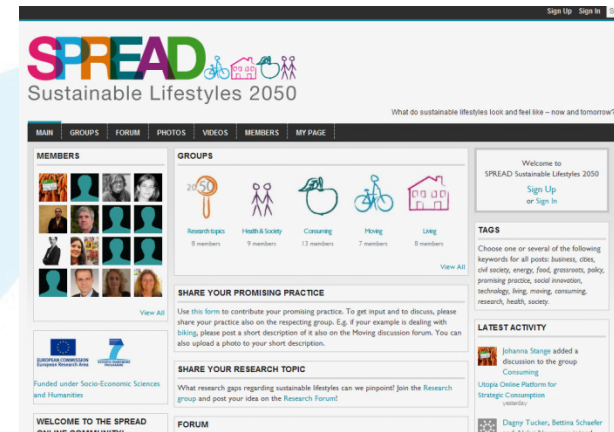 Sign Up Sign In S
SPREAD
Sustainable Lifestyles 2050
What do sustainable lifestyles look and feel like – now and tomorrow?
MAIN GROUPS FORUM PHOTOS VIDEOS MEMBERS MY PAGE
MEMBERS
View All
EUROPEAN COMMISSION
European Research Area
Funded under Socio-Economic Sciences
and Humanities
WELCOME TO THE SPREAD
ONLINE COMMUNITY!
GROUPS
2050
Research topics Health & Society Consuming Moving Living
8 members 9 members 13 members 7 members 8 members
View All
SHARE YOUR PROMISING PRACTICE
Use this form to contribute your promising practice. To get input and to discuss, please
share your practice also on the respecting group. E.g. if your example is dealing with
biking, please post a short description of it also on the Moving discussion forum. You can
also upload a photo to your short description.
SHARE YOUR RESEARCH TOPIC
What research gaps regarding sustainable lifestyles can we pinpoint? Join the Research
group and post your idea on the Research Forum!
FORUM
Welcome to
SPREAD Sustainable Lifestyles 2050
Sign Up
or Sign In
TAGS
Choose one or several of the following
keywords for all posts: business, cities,
civil society, energy, food, grassroots, policy,
promising practice, social innovation,
technology, living, moving, consuming,
research, health, society.
LATEST ACTIVITY
Johanna Stange added a
discussion to the group
Consuming
Utopia Online Platform for
Strategic Consumption
yesterday
Dagny Tucker, Bettina Schaefer